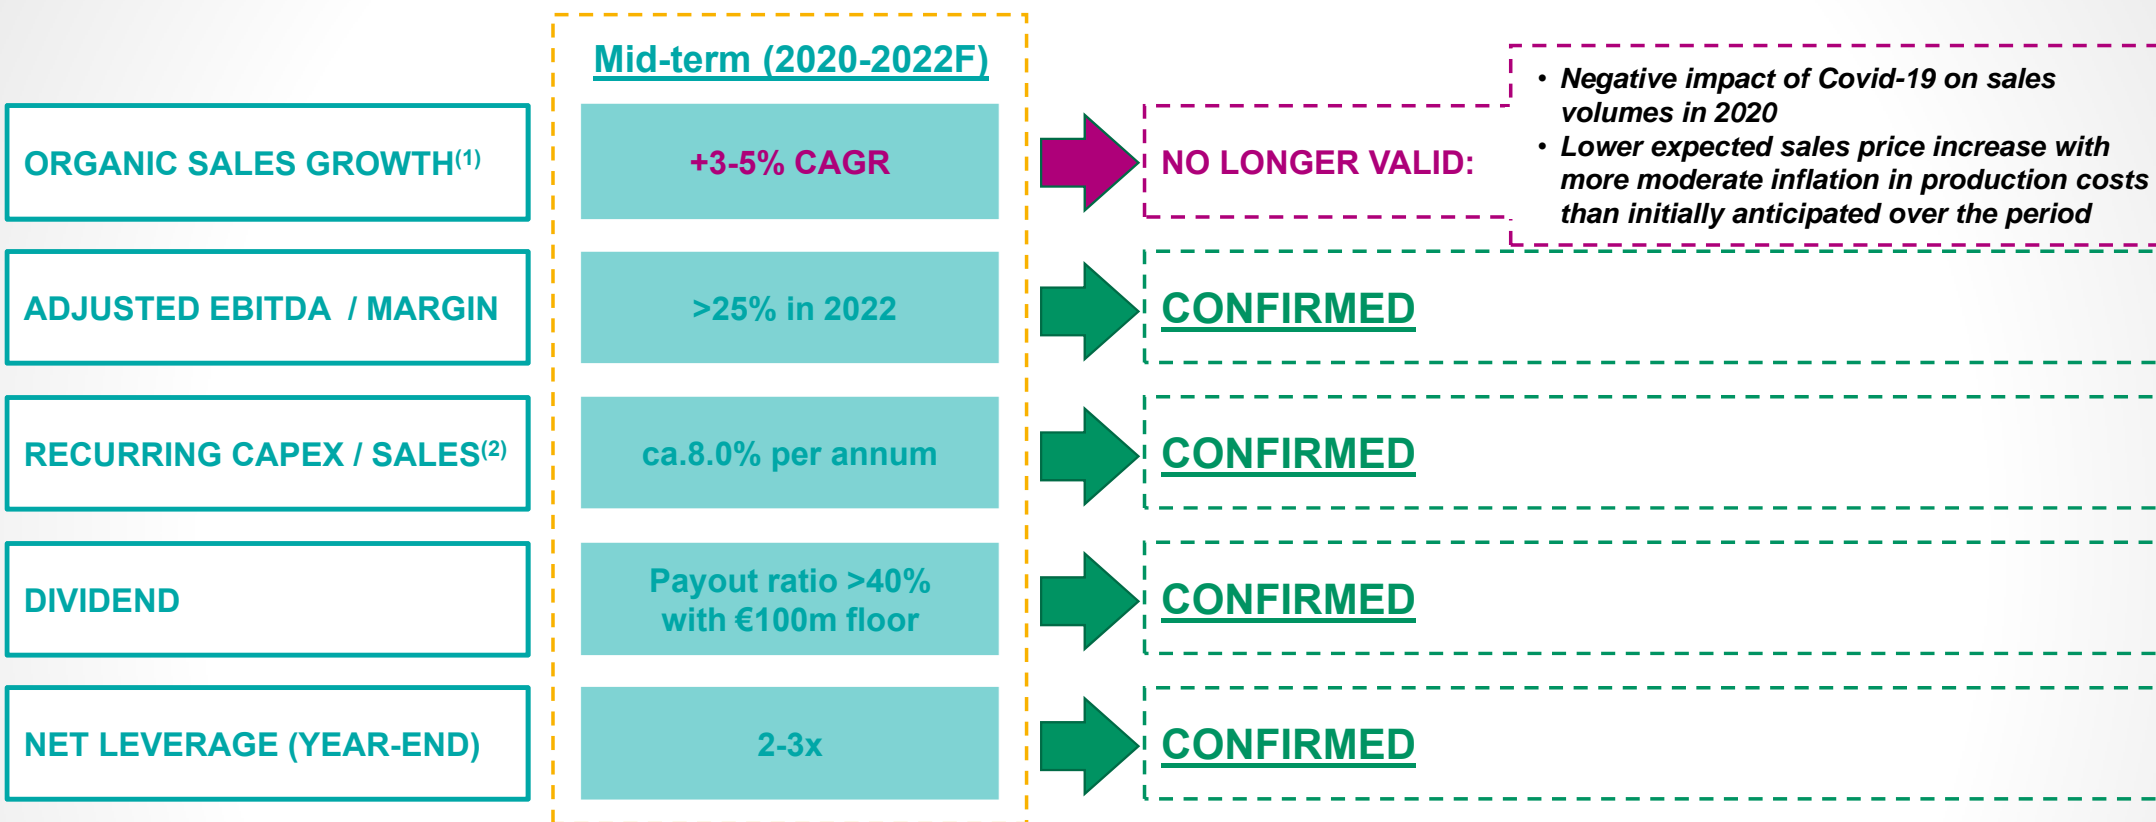 Mid-term (2020-2022F)
ORGANIC SALES GROWTH(1)
+3-5% CAGR
NO LONGER VALID:
• Negative impact of Covid-19 on sales
volumes in 2020
• Lower expected sales price increase with
more moderate inflation in production costs
than initially anticipated over the period
ADJUSTED EBITDA / MARGIN
>25% in 2022
CONFIRMED
RECURRING CAPEX / SALES(2)
ca.8.0% per annum
CONFIRMED
DIVIDEND
Payout ratio >40%
with €100m floor
CONFIRMED
NET LEVERAGE (YEAR-END)
2-3x
CONFIRMED